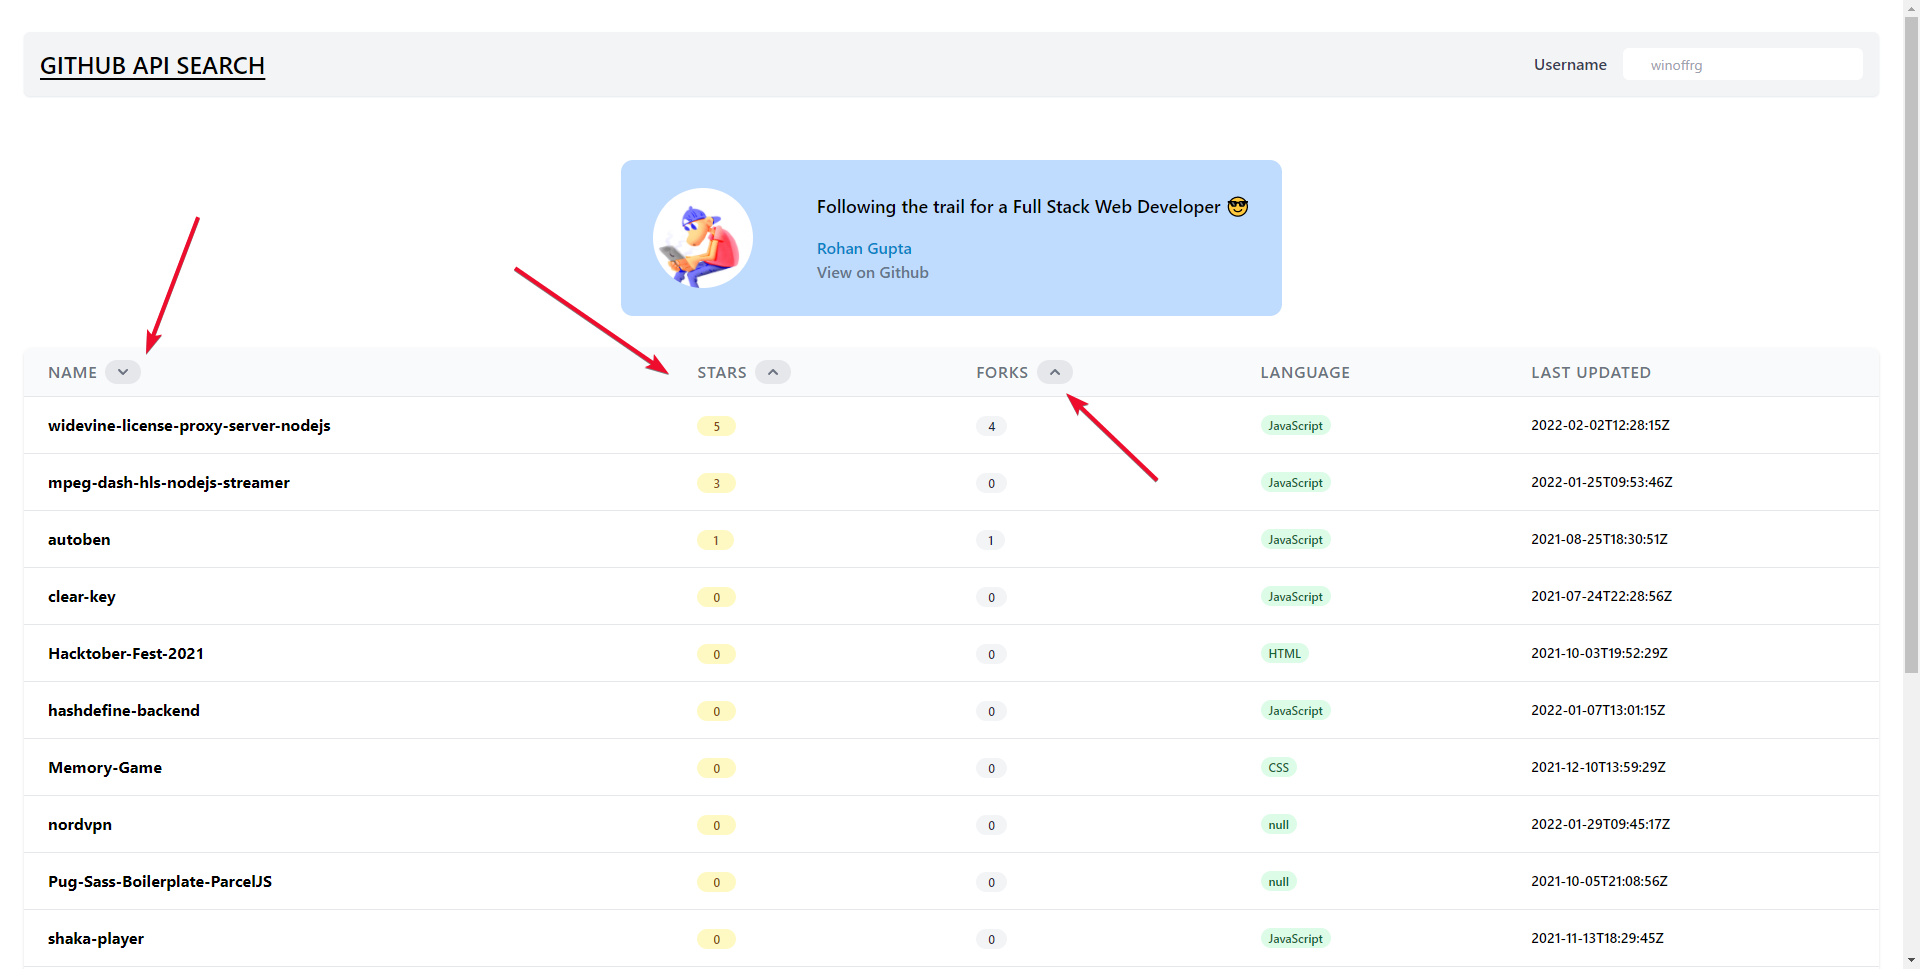 GITHUB API SEARCH Username winoffrg
Following the trail for a Full Stack Web Developer 😎
Rohan Gupta
View on Github
NAME STARS FORKS LANGUAGE LAST UPDATED
widevine-license-proxy-server-nodejs 5 4 JavaScript 2022-02-02T12:28:15Z
mpeg-dash-hls-nodejs-streamer 3 0 JavaScript 2022-01-25T09:53:46Z
autoben 1 1 JavaScript 2021-08-25T18:30:51Z
clear-key 0 0 JavaScript 2021-07-24T22:28:56Z
Hacktober-Fest-2021 0 0 HTML 2021-10-03T19:52:29Z
hashdefine-backend 0 0 JavaScript 2022-01-07T13:01:15Z
Memory-Game 0 0 CSS 2021-12-10T13:59:29Z
nordvpn 0 0 null 2022-01-29T09:45:17Z
Pug-Sass-Boilerplate-ParcelJS 0 0 null 2021-10-05T21:08:56Z
shaka-player 0 0 JavaScript 2021-11-13T18:29:45Z